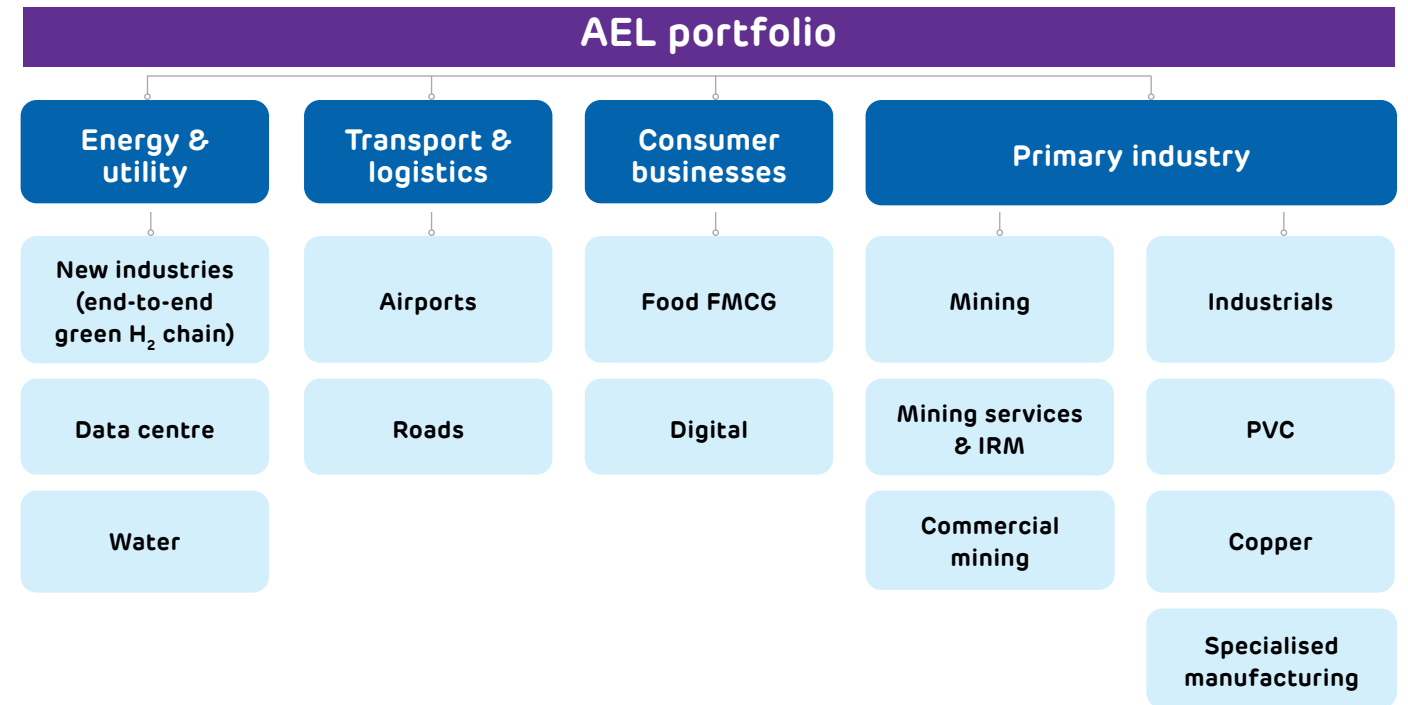 AEL portfolio
Energy &
utility
Transport &
logistics
Consumer
businesses
Primary industry
New industries
(end-to-end
green H₂ chain)
Airports
Food FMCG
Mining
Industrials
Data centre
Roads
Digital
Mining services
& IRM
PVC
Water
Commercial
mining
Copper
Specialised
manufacturing